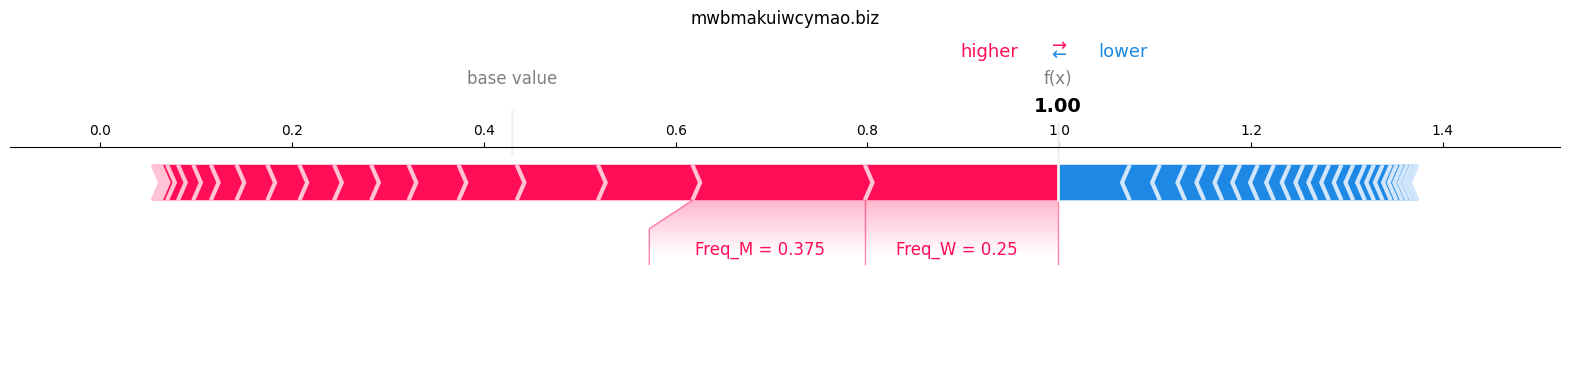 mwbmakuiwcymao.biz
higher → ← lower
base value f(x)
1.00
0.0 0.2 0.4 0.6 0.8 1.0 1.2 1.4
Freq_M = 0.375 Freq_W = 0.25